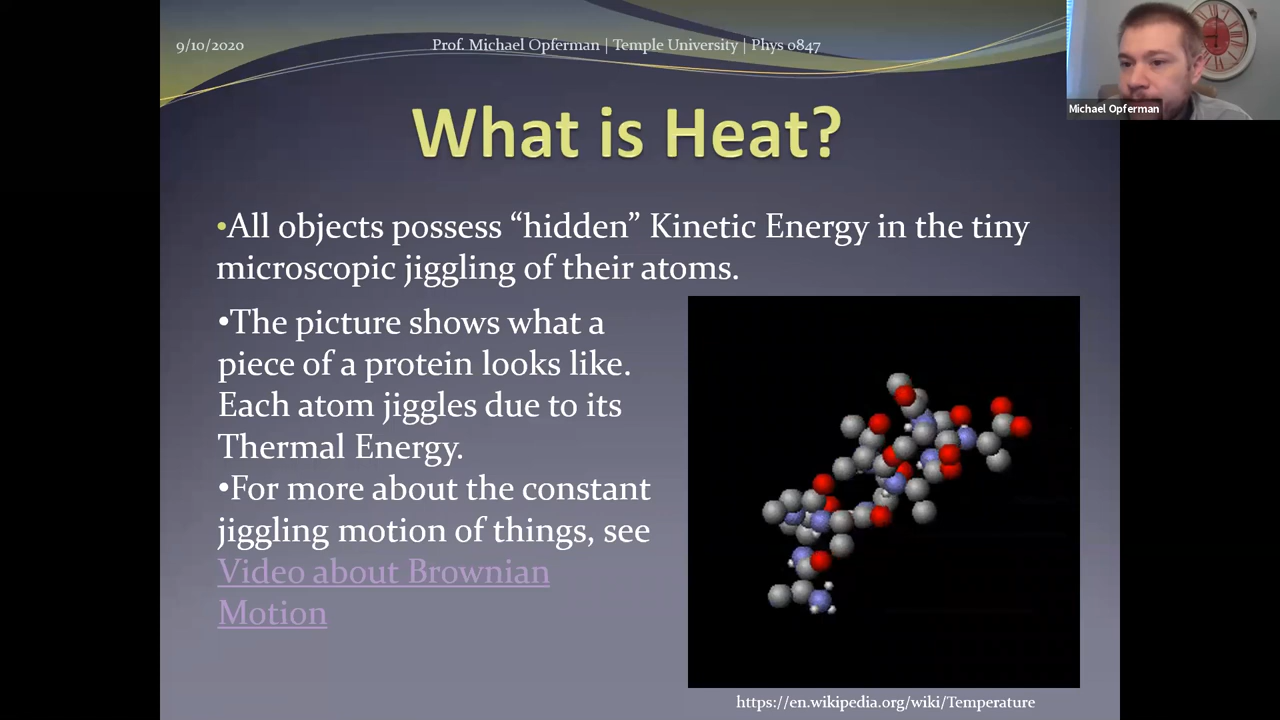 9/10/2020
Prof. Michael Opferman | Temple University | Phys 0847
Michael Opferman
What is Heat?
•All objects possess “hidden” Kinetic Energy in the tiny
microscopic jiggling of their atoms.
•The picture shows what a
piece of a protein looks like.
Each atom jiggles due to its
Thermal Energy.
•For more about the constant
jiggling motion of things, see
Video about Brownian
Motion
https://en.wikipedia.org/wiki/Temperature